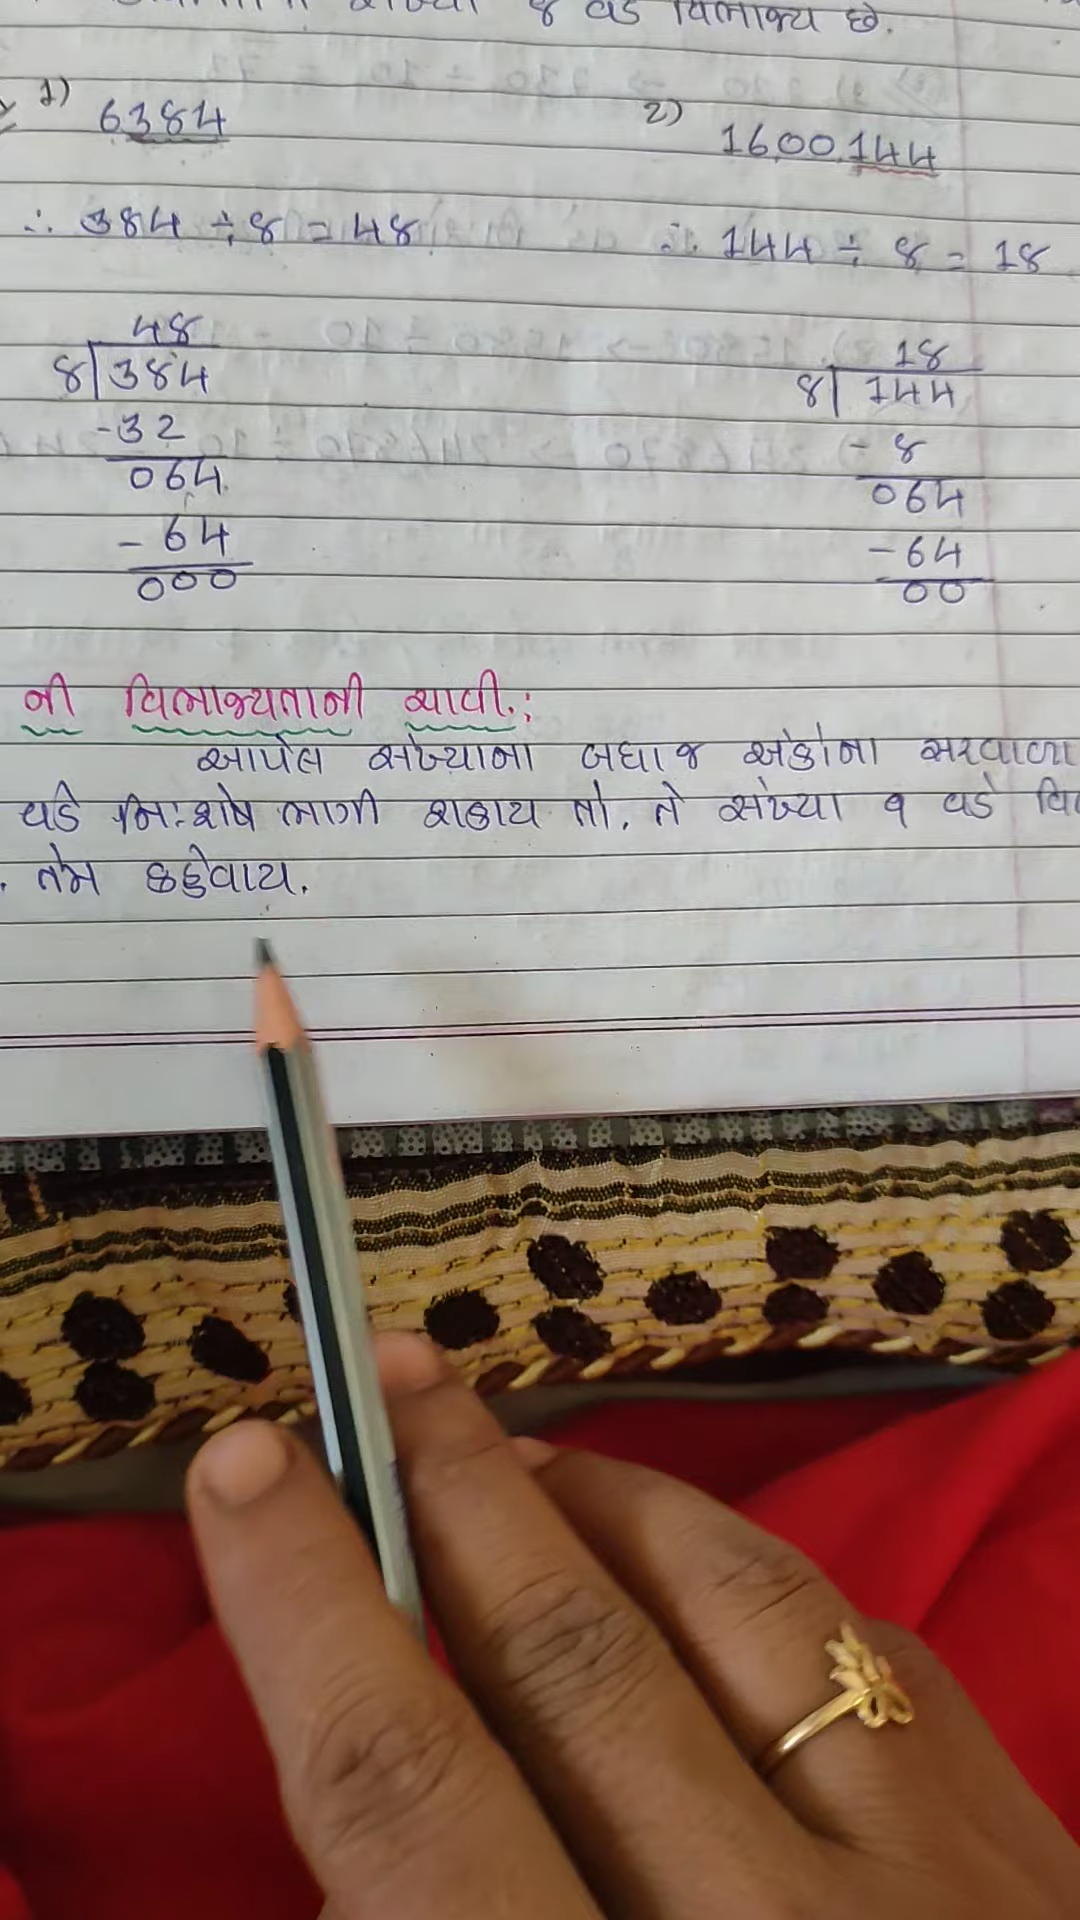 સંખ્યા 8 વડે વિભાજ્ય છે.
1) 6384
2) 1600144
∴ 384 ÷ 8 = 48
∴ 144 ÷ 8 = 18
48
8 384
-32
064
- 64
000
18
8 144
- 8
064
- 64
00
ની વિભાજ્યતાની ચાવી.:
આપેલ સંખ્યાના બધા જ અંકોના સરવાળા
વડે નિ:શેષ ભાગી શકાય તો, તે સંખ્યા 9 વડે વિ
. તેમ કહેવાય.